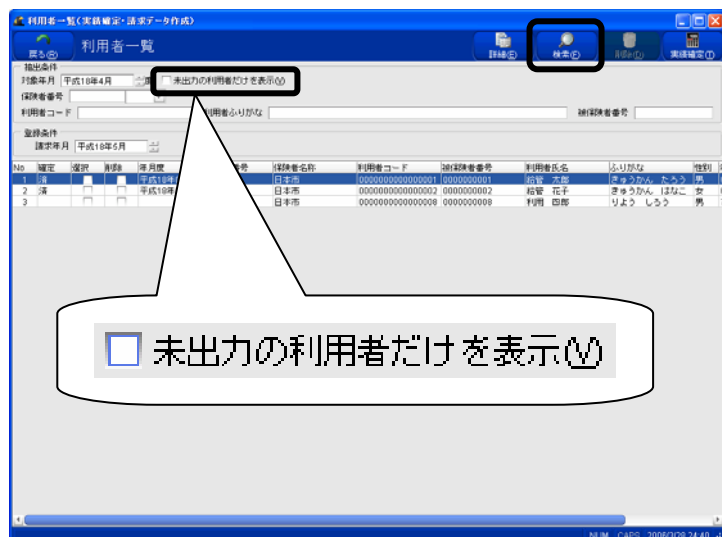 利用者一覧(実績確定・請求データ作成)
戻る(R)
利用者一覧
詳細(E)
検索(E)
削除(D)
実績確定(I)
抽出条件
対象年月 平成18年4月
未出力の利用者だけを表示(V)
保険者番号
利用者コード 利用者ふりがな 被保険者番号
登録条件
請求年月 平成18年5月
No 確定 選択 削除 年月度 番号 保険者名称 利用者コード 被保険者番号 利用者氏名 ふりがな 性別
1 済 平成18年 日本市 0000000000000001 0000000001 給管 太郎 きゅうかん たろう 男
2 済 平成18年 日本市 0000000000000002 0000000002 給管 花子 きゅうかん はなこ 女
3 日本市 0000000000000008 0000000008 利用 四郎 りよう しろう 男
未出力の利用者だけを表示(V)
NUM CAPS 2006/3/28 24:40